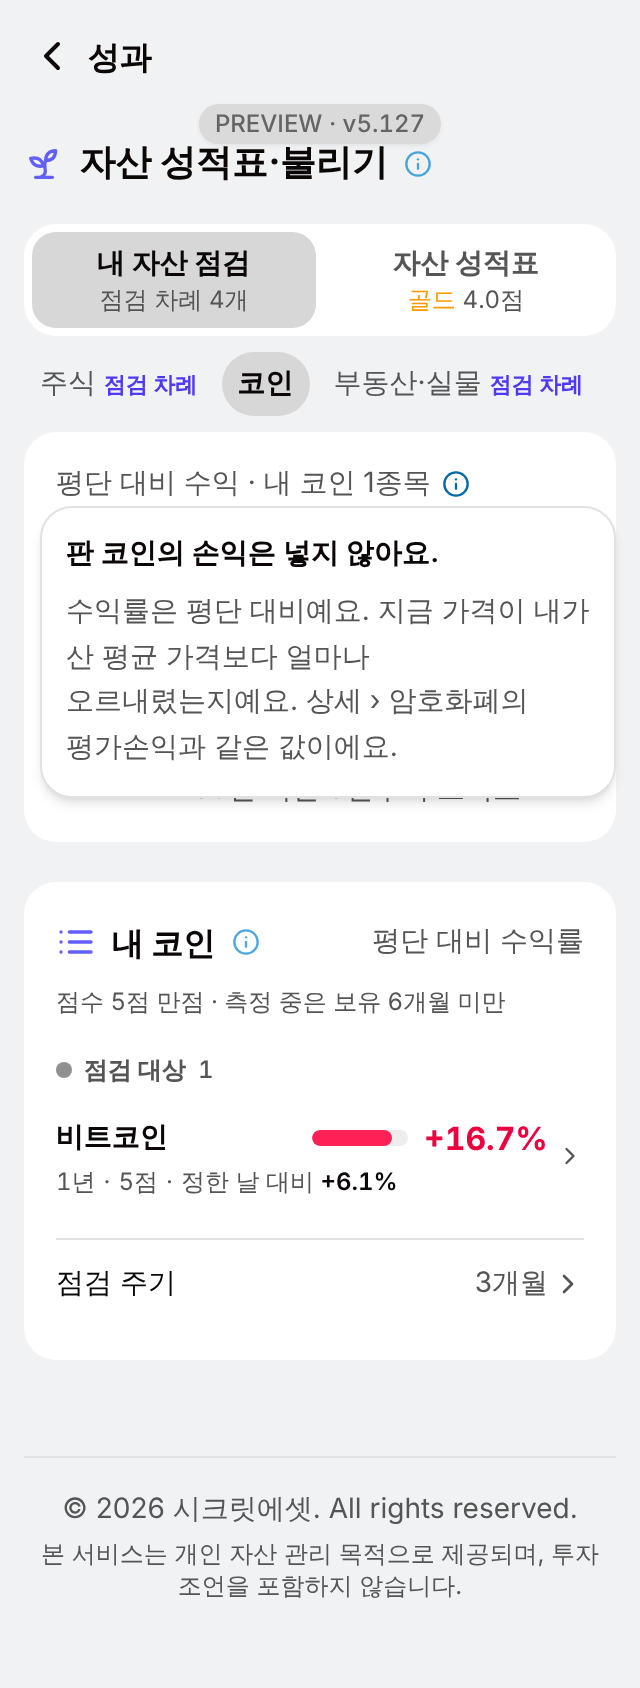 성과
PREVIEW · v5.127
자산 성적표·불리기
내 자산 점검
점검 차례 4개
자산 성적표
골드 4.0점
주식 점검 차례 코인 부동산·실물 점검 차례
평단 대비 수익 · 내 코인 1종목
판 코인의 손익은 넣지 않아요.
수익률은 평단 대비예요. 지금 가격이 내가
산 평균 가격보다 얼마나
오르내렸는지예요. 상세 › 암호화폐의
평가손익과 같은 값이에요.
내 코인 평단 대비 수익률
점수 5점 만점 · 측정 중은 보유 6개월 미만
점검 대상 1
비트코인 +16.7%
1년 · 5점 · 정한 날 대비 +6.1%
점검 주기 3개월
© 2026 시크릿에셋. All rights reserved.
본 서비스는 개인 자산 관리 목적으로 제공되며, 투자
조언을 포함하지 않습니다.